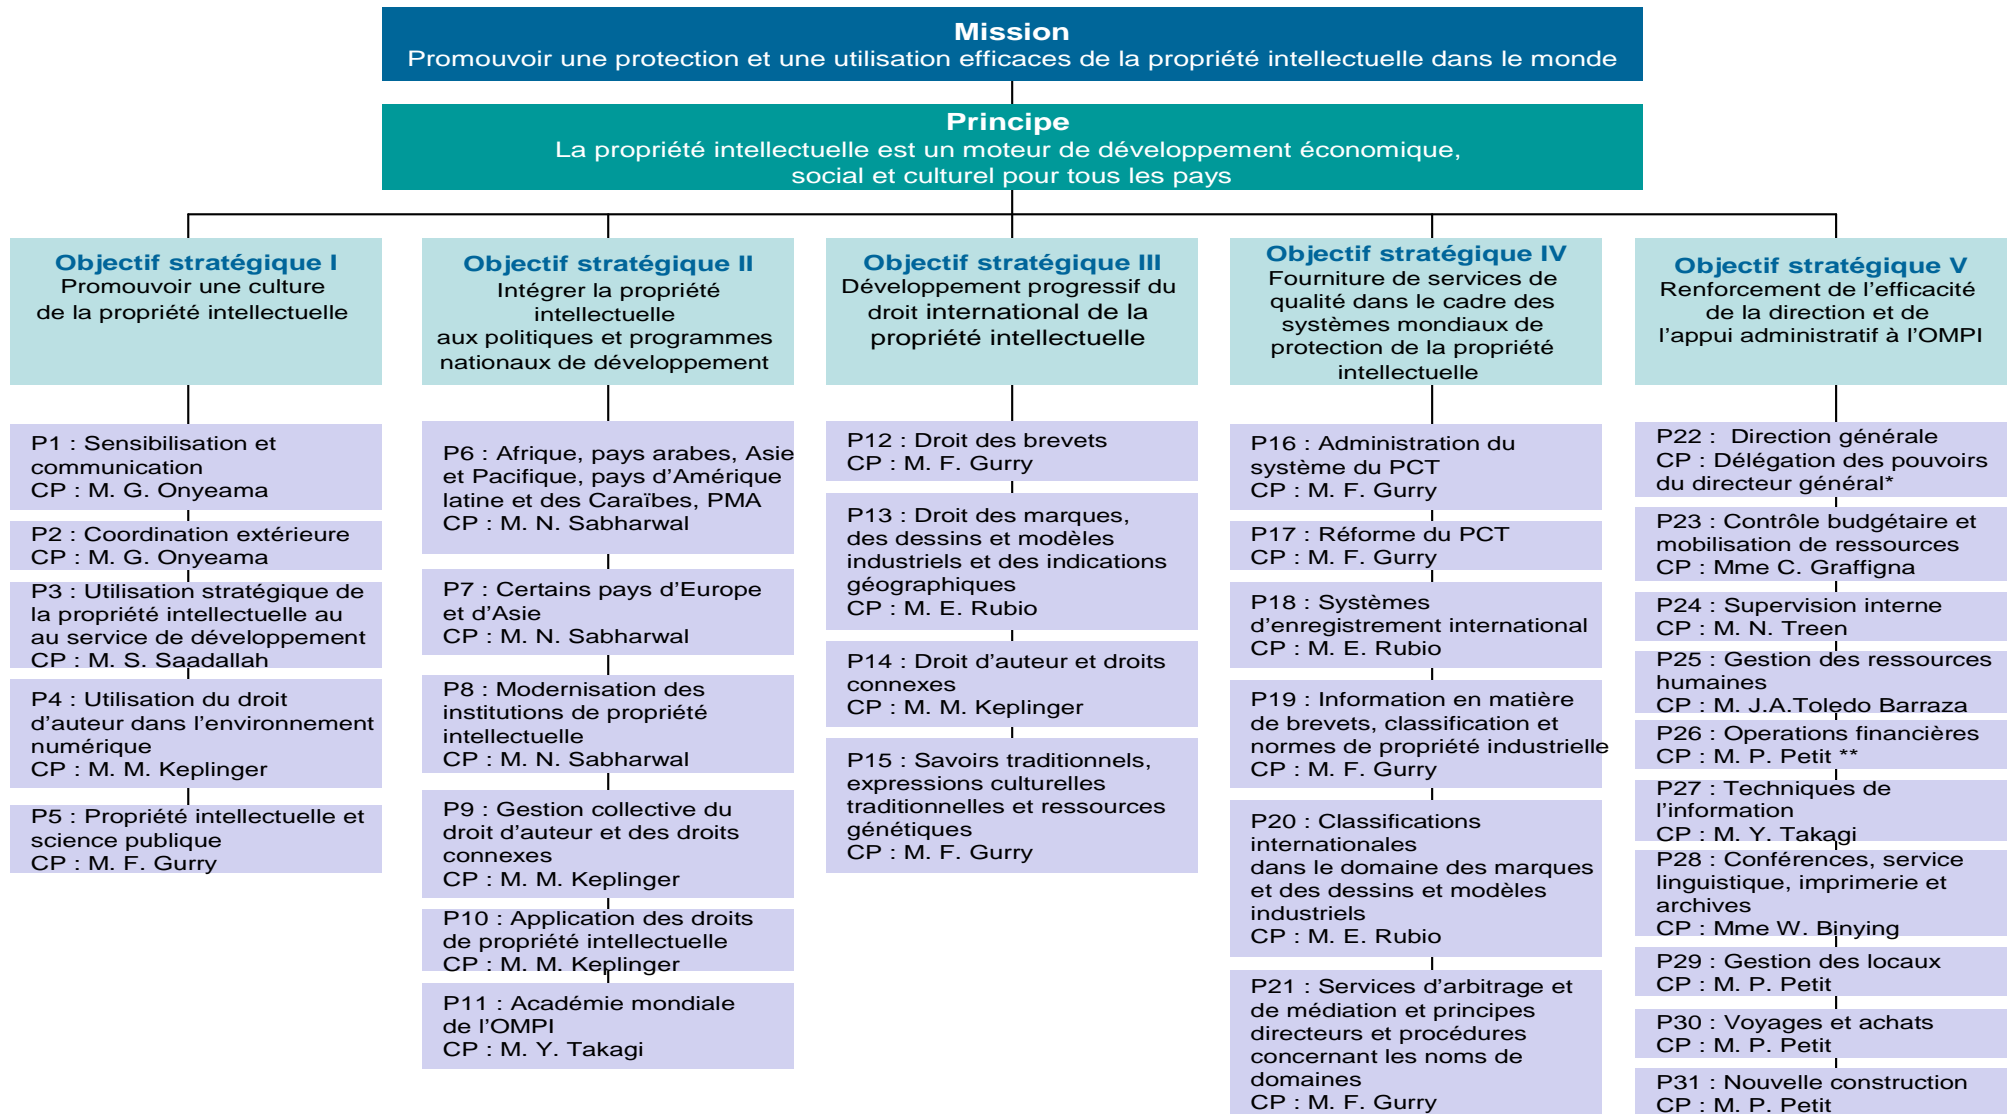 Mission
Promouvoir une protection et une utilisation efficaces de la propriété intellectuelle dans le monde
Principe
La propriété intellectuelle est un moteur de développement économique,
social et culturel pour tous les pays
Objectif stratégique I
Promouvoir une culture
de la propriété intellectuelle
P1 : Sensibilisation et
communication
CP : M. G. Onyeama
P2 : Coordination extérieure
CP : M. G. Onyeama
P3 : Utilisation stratégique de
la propriété intellectuelle au
au service de développement
CP : M. S. Saadallah
P4 : Utilisation du droit
d’auteur dans l’environnement
numérique
CP : M. M. Keplinger
P5 : Propriété intellectuelle et
science publique
CP : M. F. Gurry
Objectif stratégique II
Intégrer la propriété
intellectuelle
aux politiques et programmes
nationaux de développement
P6 : Afrique, pays arabes, Asie
et Pacifique, pays d’Amérique
latine et des Caraïbes, PMA
CP : M. N. Sabharwal
P7 : Certains pays d’Europe
et d’Asie
CP : M. N. Sabharwal
P8 : Modernisation des
institutions de propriété
intellectuelle
CP : M. N. Sabharwal
P9 : Gestion collective du
droit d’auteur et des droits
connexes
CP : M. M. Keplinger
P10 : Application des droits
de propriété intellectuelle
CP : M. M. Keplinger
P11 : Académie mondiale
de l’OMPI
CP : M. Y. Takagi
Objectif stratégique III
Développement progressif du
droit international de la
propriété intellectuelle
P12 : Droit des brevets
CP : M. F. Gurry
P13 : Droit des marques,
des dessins et modèles
industriels et des indications
géographiques
CP : M. E. Rubio
P14 : Droit d’auteur et droits
connexes
CP : M. M. Keplinger
P15 : Savoirs traditionnels,
expressions culturelles
traditionnelles et ressources
génétiques
CP : M. F. Gurry
Objectif stratégique IV
Fourniture de services de
qualité dans le cadre des
systèmes mondiaux de
protection de la propriété
intellectuelle
P16 : Administration du
système du PCT
CP : M. F. Gurry
P17 : Réforme du PCT
CP : M. F. Gurry
P18 : Systèmes
d’enregistrement international
CP : M. E. Rubio
P19 : Information en matière
de brevets, classification et
normes de propriété industrielle
CP : M. F. Gurry
P20 : Classifications
internationales
dans le domaine des marques
et des dessins et modèles
industriels
CP : M. E. Rubio
P21 : Services d’arbitrage et
de médiation et principes
directeurs et procédures
concernant les noms de
domaines
CP : M. F. Gurry
Objectif stratégique V
Renforcement de l’efficacité
de la direction et de
l’appui administratif à l’OMPI
P22 : Direction générale
CP : Délégation des pouvoirs
du directeur général*
P23 : Contrôle budgétaire et
mobilisation de ressources
CP : Mme C. Graffigna
P24 : Supervision interne
CP : M. N. Treen
P25 : Gestion des ressources
humaines
CP : M. J.A.Toledo Barraza
P26 : Operations financières
CP : M. P. Petit **
P27 : Techniques de
l’information
CP : M. Y. Takagi
P28 : Conférences, service
linguistique, imprimerie et
archives
CP : Mme W. Binying
P29 : Gestion des locaux
CP : M. P. Petit
P30 : Voyages et achats
CP : M. P. Petit
P31 : Nouvelle construction
CP : M. P. Petit